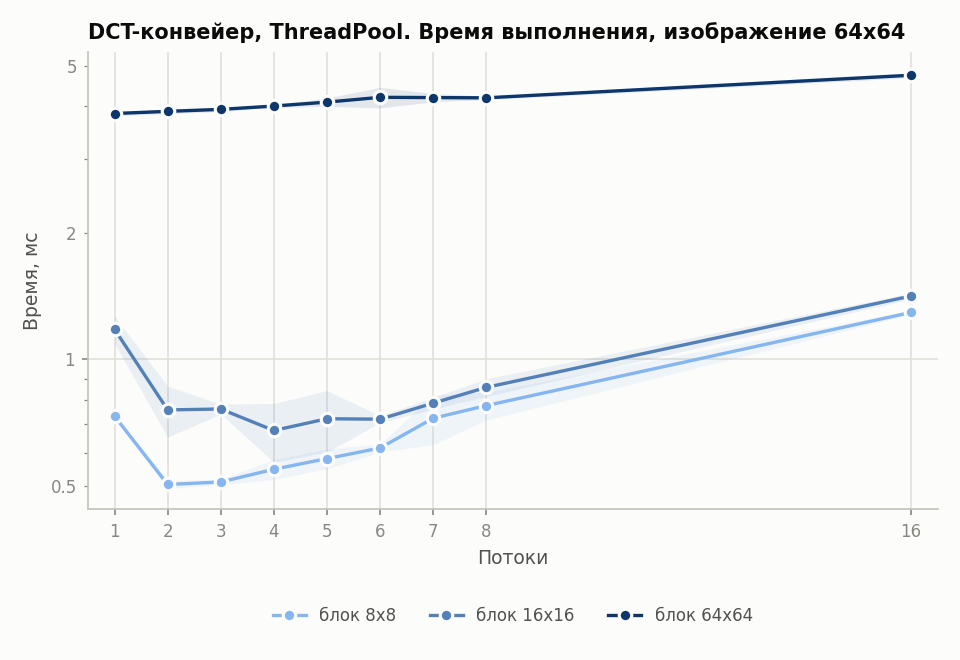 DCT-конвейер, ThreadPool. Время выполнения, изображение 64x64
Время, мс
5
2
1
0.5
1 2 3 4 5 6 7 8 16
Потоки
блок 8x8 блок 16x16 блок 64x64